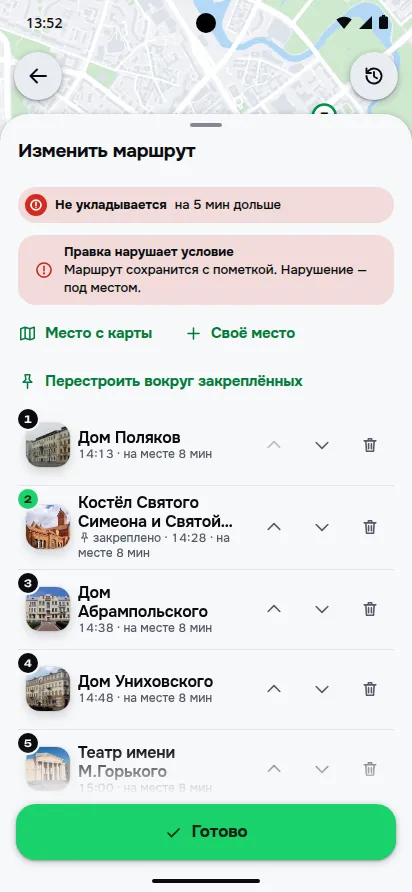 13:52
Изменить маршрут
Не укладывается на 5 мин дольше
Правка нарушает условие
Маршрут сохранится с пометкой. Нарушение —
под местом.
Место с карты
Своё место
Перестроить вокруг закреплённых
1
Дом Поляков
14:13 · на месте 8 мин
2
Костёл Святого
Симеона и Святой...
закреплено · 14:28 · на
месте 8 мин
3
Дом
Абрампольского
14:38 · на месте 8 мин
4
Дом Униховского
14:48 · на месте 8 мин
5
Театр имени
М.Горького
15:00 · на месте 8 мин
Готово